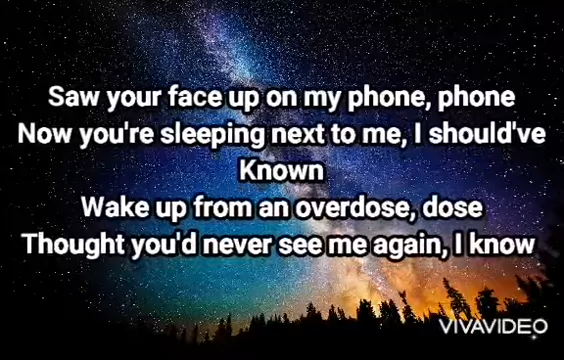 Saw your face up on my phone, phone
Now you're sleeping next to me, I should've
Known
Wake up from an overdose, dose
Thought you'd never see me again, I know
VIVAVIDEO